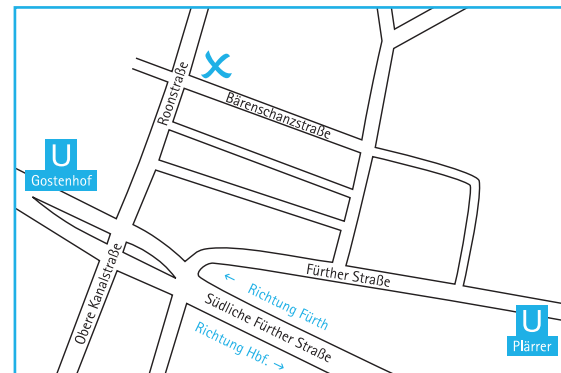 Roonstraße
Bärenschanzstraße
U
Gostenhof
Obere Kanalstraße
Fürther Straße
← Richtung Fürth
Südliche Fürther Straße
Richtung Hbf. →
U
Plärrer